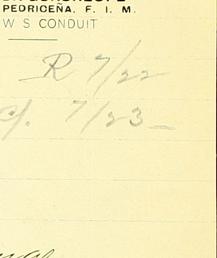 PEDRICEÑA, F. I. M.
W S CONDUIT
R 7/22
c/. 7/23